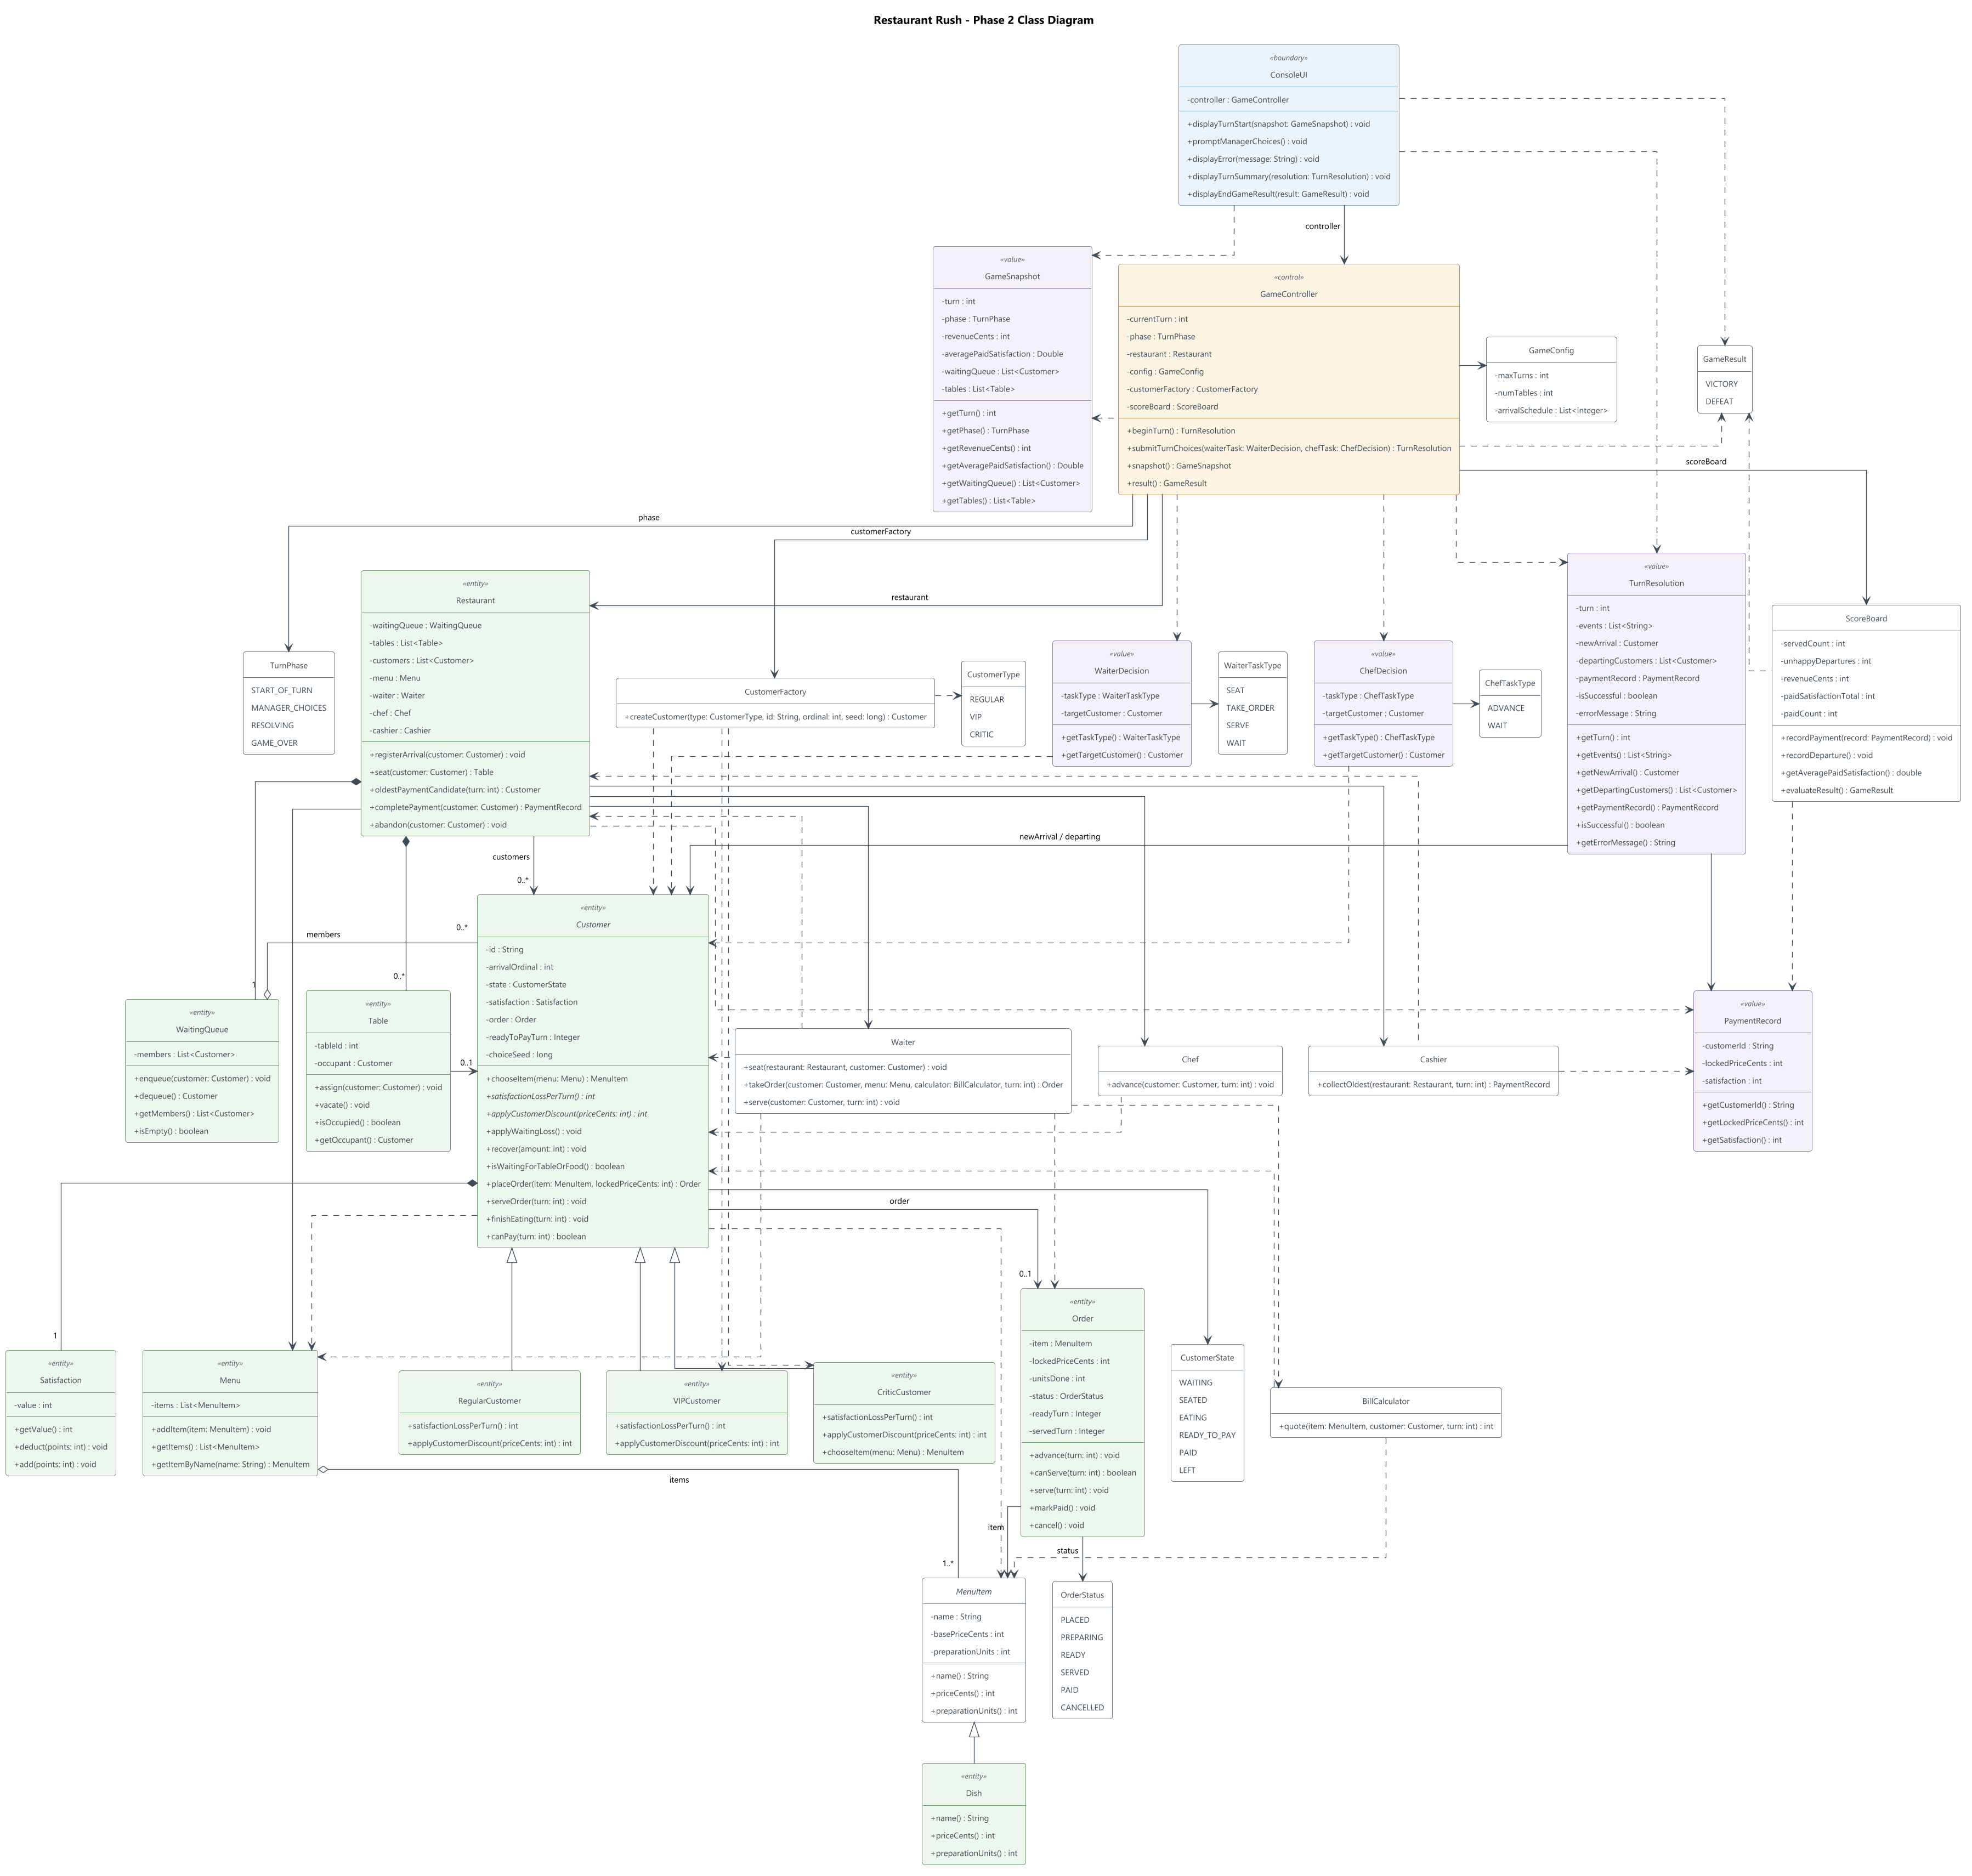 Restaurant Rush - Phase 2 Class Diagram
«boundary»
ConsoleUI
-controller : GameController
+displayTurnStart(snapshot: GameSnapshot) : void
+promptManagerChoices() : void
+displayError(message: String) : void
+displayTurnSummary(resolution: TurnResolution) : void
+displayEndGameResult(result: GameResult) : void
controller
«value»
GameSnapshot
-turn : int
-phase : TurnPhase
-revenueCents : int
-averagePaidSatisfaction : Double
-waitingQueue : List<Customer>
-tables : List<Table>
+getTurn() : int
+getPhase() : TurnPhase
+getRevenueCents() : int
+getAveragePaidSatisfaction() : Double
+getWaitingQueue() : List<Customer>
+getTables() : List<Table>
«control»
GameController
-currentTurn : int
-phase : TurnPhase
-restaurant : Restaurant
-config : GameConfig
-customerFactory : CustomerFactory
-scoreBoard : ScoreBoard
+beginTurn() : TurnResolution
+submitTurnChoices(waiterTask: WaiterDecision, chefTask: ChefDecision) : TurnResolution
+snapshot() : GameSnapshot
+result() : GameResult
GameConfig
-maxTurns : int
-numTables : int
-arrivalSchedule : List<Integer>
GameResult
VICTORY
DEFEAT
scoreBoard
phase
customerFactory
restaurant
«entity»
Restaurant
-waitingQueue : WaitingQueue
-tables : List<Table>
-customers : List<Customer>
-menu : Menu
-waiter : Waiter
-chef : Chef
-cashier : Cashier
+registerArrival(customer: Customer) : void
+seat(customer: Customer) : Table
+oldestPaymentCandidate(turn: int) : Customer
+completePayment(customer: Customer) : PaymentRecord
+abandon(customer: Customer) : void
TurnPhase
START_OF_TURN
MANAGER_CHOICES
RESOLVING
GAME_OVER
CustomerFactory
+createCustomer(type: CustomerType, id: String, ordinal: int, seed: long) : Customer
CustomerType
REGULAR
VIP
CRITIC
«value»
WaiterDecision
-taskType : WaiterTaskType
-targetCustomer : Customer
+getTaskType() : WaiterTaskType
+getTargetCustomer() : Customer
WaiterTaskType
SEAT
TAKE_ORDER
SERVE
WAIT
«value»
ChefDecision
-taskType : ChefTaskType
-targetCustomer : Customer
+getTaskType() : ChefTaskType
+getTargetCustomer() : Customer
ChefTaskType
ADVANCE
WAIT
«value»
TurnResolution
-turn : int
-events : List<String>
-newArrival : Customer
-departingCustomers : List<Customer>
-paymentRecord : PaymentRecord
-isSuccessful : boolean
-errorMessage : String
+getTurn() : int
+getEvents() : List<String>
+getNewArrival() : Customer
+getDepartingCustomers() : List<Customer>
+getPaymentRecord() : PaymentRecord
+isSuccessful() : boolean
+getErrorMessage() : String
ScoreBoard
-servedCount : int
-unhappyDepartures : int
-revenueCents : int
-paidSatisfactionTotal : int
-paidCount : int
+recordPayment(record: PaymentRecord) : void
+recordDeparture() : void
+getAveragePaidSatisfaction() : double
+evaluateResult() : GameResult
newArrival / departing
customers
0..*
0..*
members
0..*
1
«entity»
Customer
-id : String
-arrivalOrdinal : int
-state : CustomerState
-satisfaction : Satisfaction
-order : Order
-readyToPayTurn : Integer
-choiceSeed : long
+chooseItem(menu: Menu) : MenuItem
+satisfactionLossPerTurn() : int
+applyCustomerDiscount(priceCents: int) : int
+applyWaitingLoss() : void
+recover(amount: int) : void
+isWaitingForTableOrFood() : boolean
+placeOrder(item: MenuItem, lockedPriceCents: int) : Order
+serveOrder(turn: int) : void
+finishEating(turn: int) : void
+canPay(turn: int) : boolean
«entity»
WaitingQueue
-members : List<Customer>
+enqueue(customer: Customer) : void
+dequeue() : Customer
+getMembers() : List<Customer>
+isEmpty() : boolean
«entity»
Table
-tableId : int
-occupant : Customer
+assign(customer: Customer) : void
+vacate() : void
+isOccupied() : boolean
+getOccupant() : Customer
0..1
Waiter
+seat(restaurant: Restaurant, customer: Customer) : void
+takeOrder(customer: Customer, menu: Menu, calculator: BillCalculator, turn: int) : Order
+serve(customer: Customer, turn: int) : void
Chef
+advance(customer: Customer, turn: int) : void
Cashier
+collectOldest(restaurant: Restaurant, turn: int) : PaymentRecord
«value»
PaymentRecord
-customerId : String
-lockedPriceCents : int
-satisfaction : int
+getCustomerId() : String
+getLockedPriceCents() : int
+getSatisfaction() : int
order
0..1
1
«entity»
Satisfaction
-value : int
+getValue() : int
+deduct(points: int) : void
+add(points: int) : void
«entity»
Menu
-items : List<MenuItem>
+addItem(item: MenuItem) : void
+getItems() : List<MenuItem>
+getItemByName(name: String) : MenuItem
«entity»
RegularCustomer
+satisfactionLossPerTurn() : int
+applyCustomerDiscount(priceCents: int) : int
«entity»
VIPCustomer
+satisfactionLossPerTurn() : int
+applyCustomerDiscount(priceCents: int) : int
«entity»
CriticCustomer
+satisfactionLossPerTurn() : int
+applyCustomerDiscount(priceCents: int) : int
+chooseItem(menu: Menu) : MenuItem
«entity»
Order
-item : MenuItem
-lockedPriceCents : int
-unitsDone : int
-status : OrderStatus
-readyTurn : Integer
-servedTurn : Integer
+advance(turn: int) : void
+canServe(turn: int) : boolean
+serve(turn: int) : void
+markPaid() : void
+cancel() : void
CustomerState
WAITING
SEATED
EATING
READY_TO_PAY
PAID
LEFT
BillCalculator
+quote(item: MenuItem, customer: Customer, turn: int) : int
items
item
status
1..*
MenuItem
-name : String
-basePriceCents : int
-preparationUnits : int
+name() : String
+priceCents() : int
+preparationUnits() : int
OrderStatus
PLACED
PREPARING
READY
SERVED
PAID
CANCELLED
«entity»
Dish
+name() : String
+priceCents() : int
+preparationUnits() : int